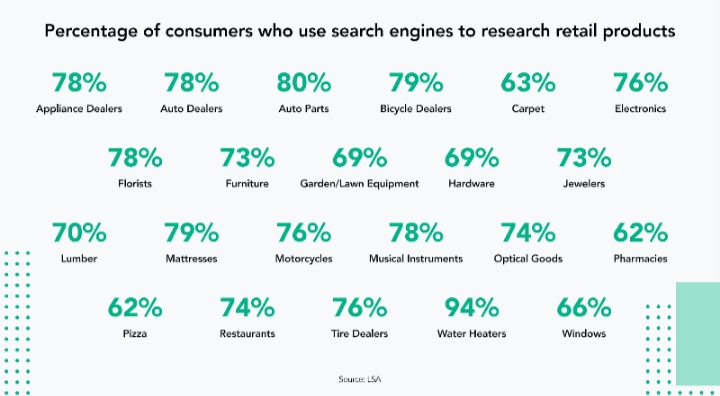 Percentage of consumers who use search engines to research retail products
78% 78% 80% 79% 63% 76%
Appliance Dealers Auto Dealers Auto Parts Bicycle Dealers Carpet Electronics
78% 73% 69% 69% 73%
Florists Furniture Garden/Lawn Equipment Hardware Jewelers
70% 79% 76% 78% 74% 62%
Lumber Mattresses Motorcycles Musical Instruments Optical Goods Pharmacies
62% 74% 76% 94% 66%
Pizza Restaurants Tire Dealers Water Heaters Windows
Source: LSA